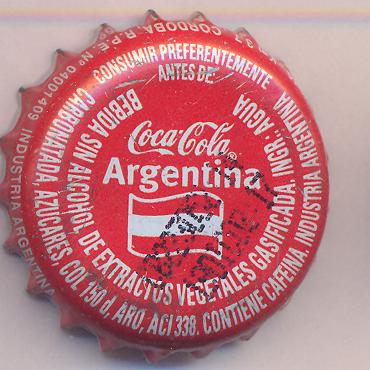 CONSUMIR PREFERENTEMENTE
ANTES DE:
Coca-Cola
Argentina
BEBIDA SIN ALCOHOL, DE EXTRACTOS VEGETALES GASIFICADA. INGR.: AGUA
CARBONATADA, AZUCARES, COL 150 d, ARO, ACI 338. CONTIENE CAFEINA. INDUSTRIA ARGENTINA
CORDOBA R.P.E. Nº 04001409 INDUSTRIA ARGENTINA